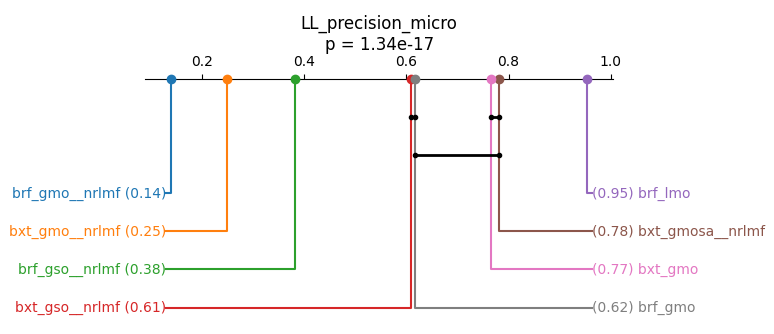 LL_precision_micro
p = 1.34e-17
0.2 0.4 0.6 0.8 1.0
brf_gmo__nrlmf (0.14) (0.95) brf_lmo
bxt_gmo__nrlmf (0.25) (0.78) bxt_gmosa__nrlmf
brf_gso__nrlmf (0.38) (0.77) bxt_gmo
bxt_gso__nrlmf (0.61) (0.62) brf_gmo